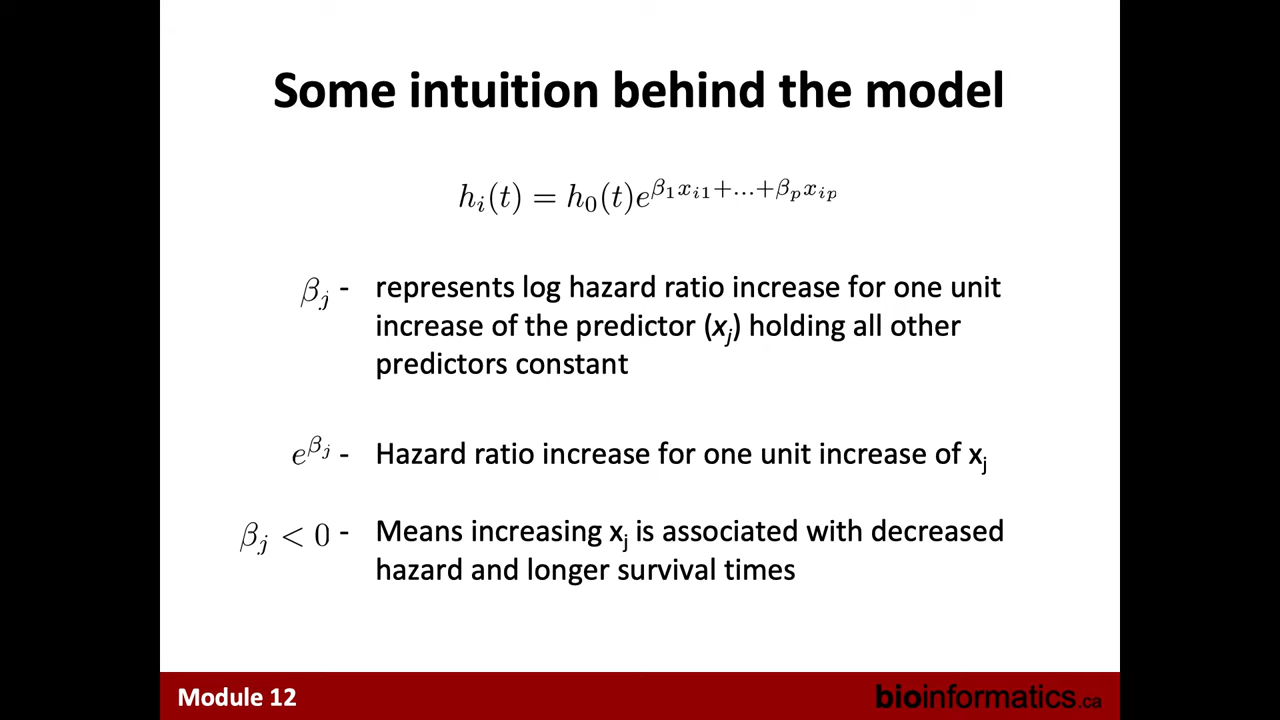 Some intuition behind the model
hᵢ(t) = h₀(t)e^{β₁xᵢ₁+...+βₚxᵢₚ}
βⱼ - represents log hazard ratio increase for one unit
increase of the predictor (xⱼ) holding all other
predictors constant
e^{βⱼ} - Hazard ratio increase for one unit increase of xⱼ
βⱼ < 0 - Means increasing xⱼ is associated with decreased
hazard and longer survival times
Module 12
bioinformatics.ca